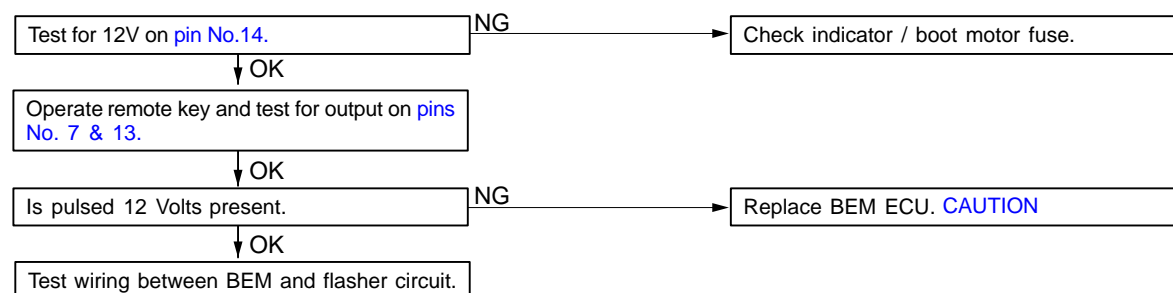 Test for 12V on pin No.14.
NG
Check indicator / boot motor fuse.
OK
Operate remote key and test for output on pins
No. 7 & 13.
OK
Is pulsed 12 Volts present.
NG
Replace BEM ECU. CAUTION
OK
Test wiring between BEM and flasher circuit.